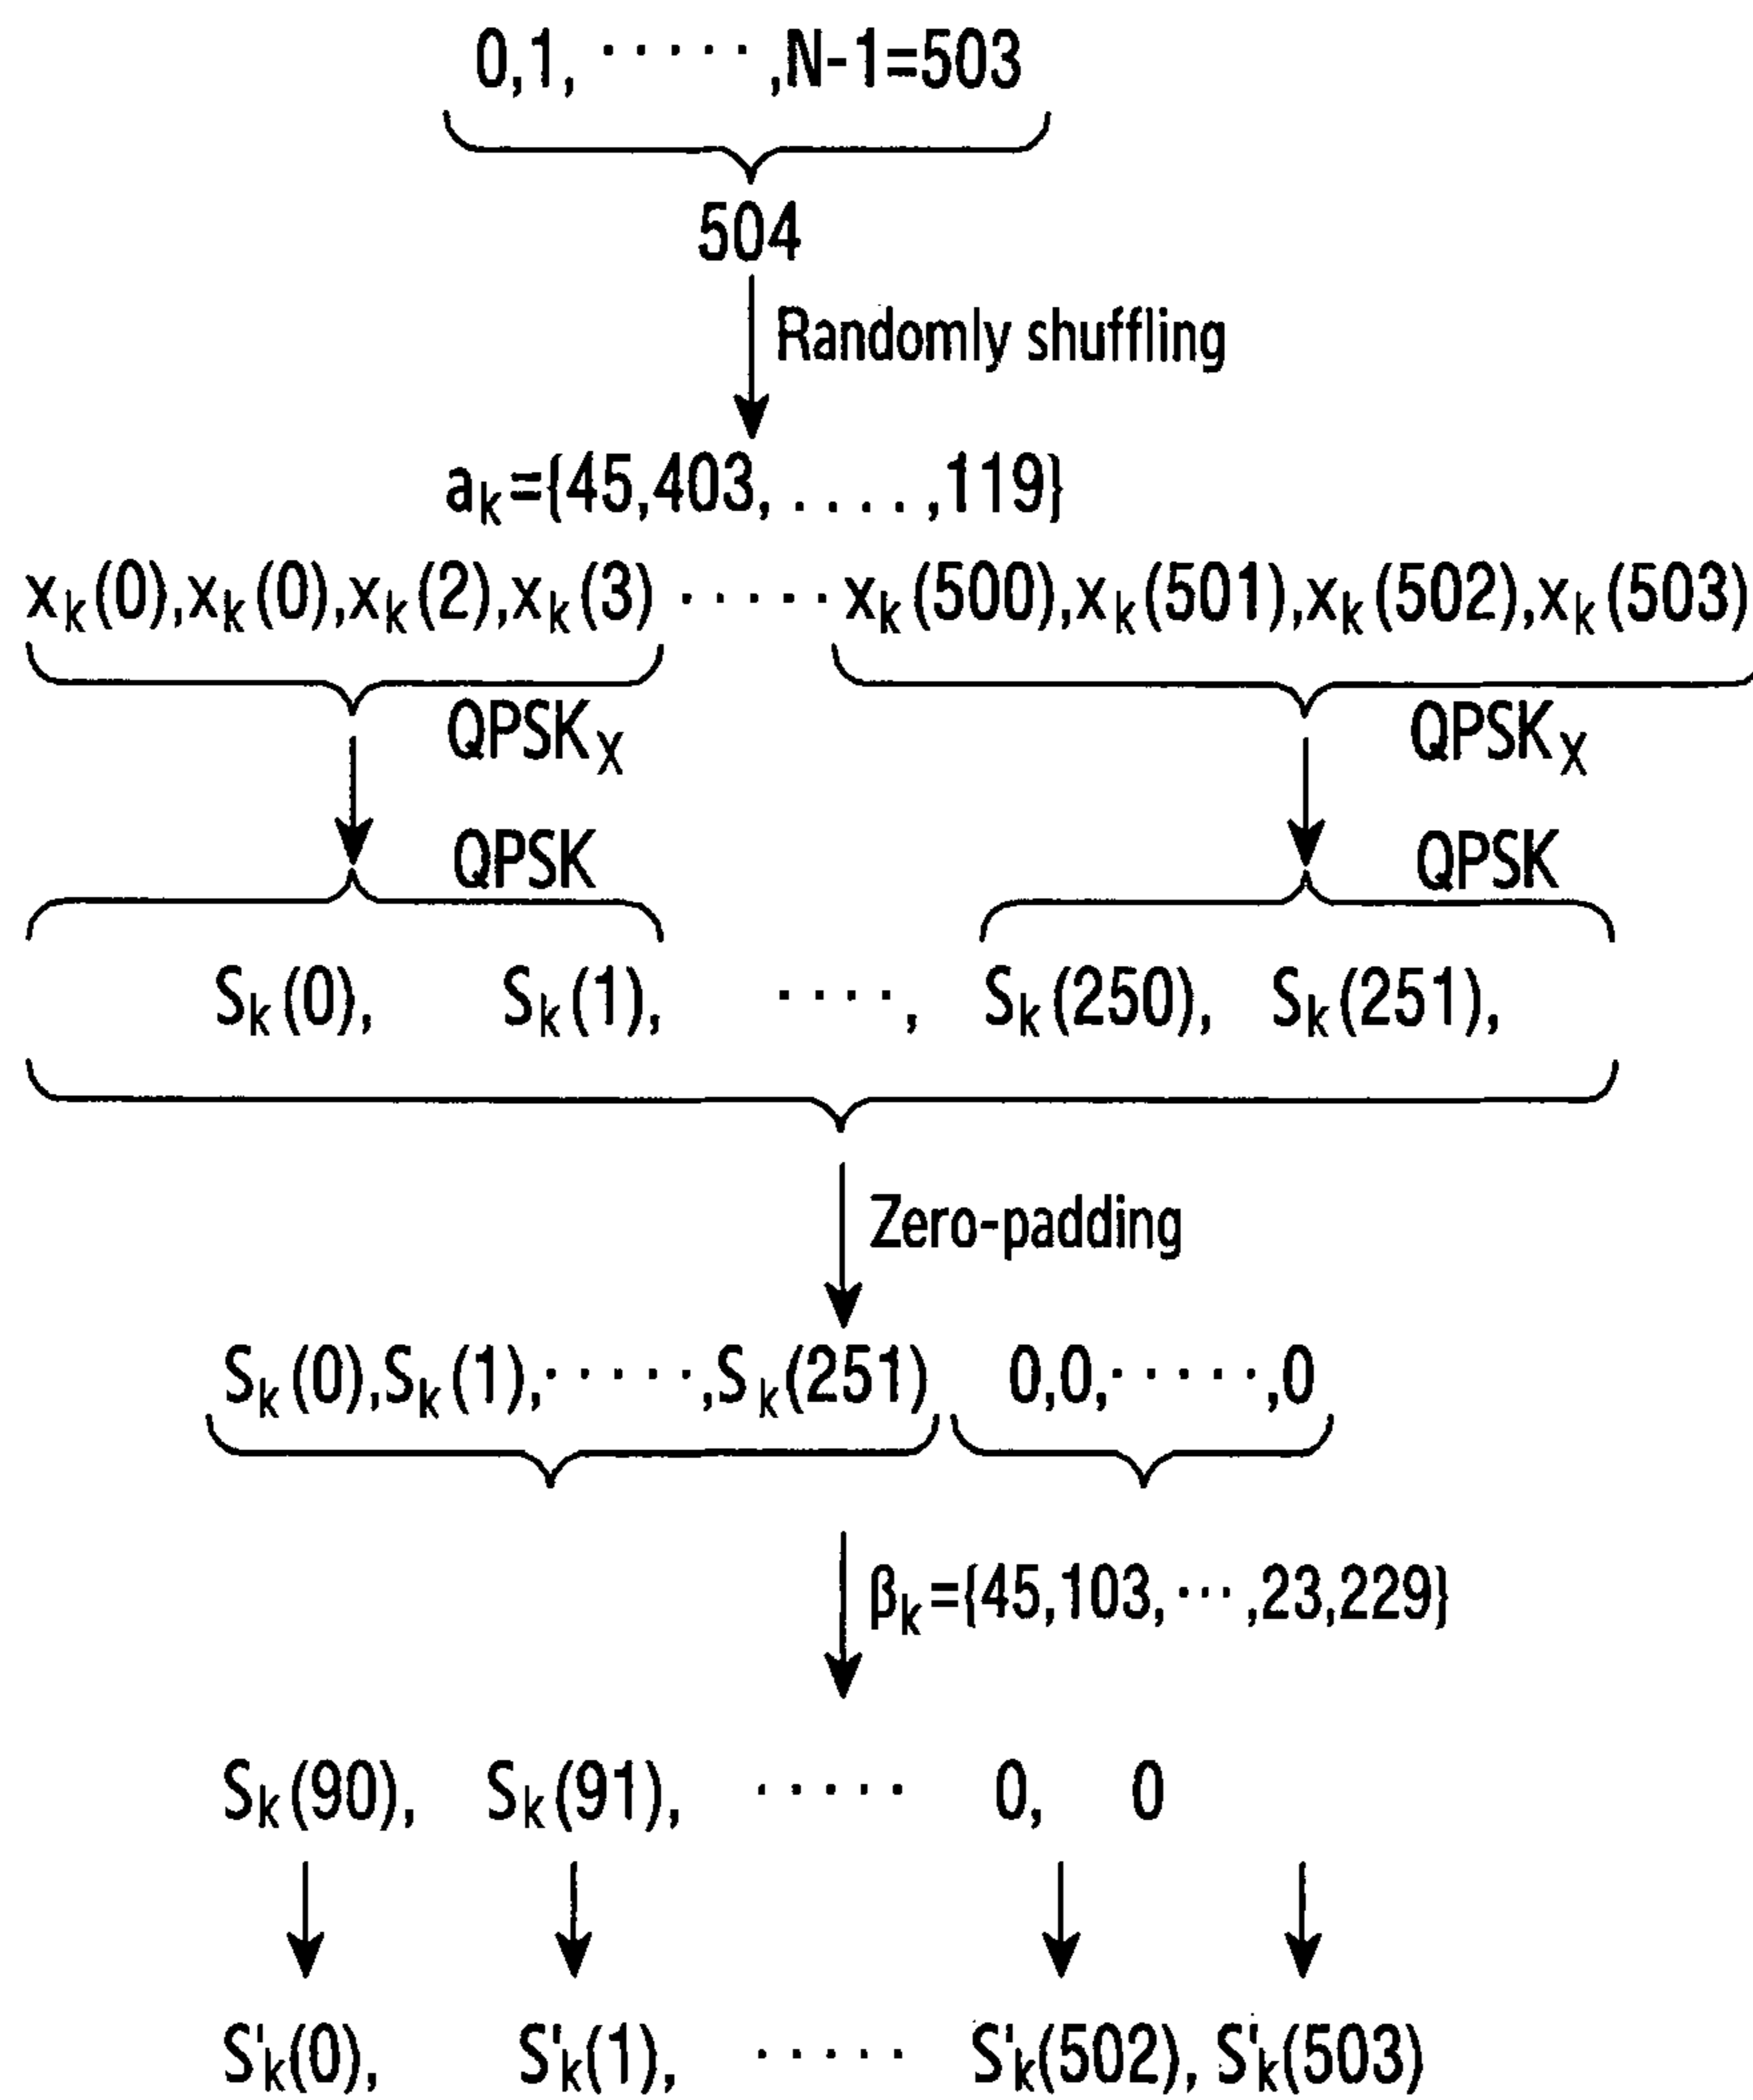 0,1, ····· ,N-1=503
504
Randomly shuffling
aₖ={45,403, . . . . ,119}
xₖ(0),xₖ(0),xₖ(2),xₖ(3) ····· xₖ(500),xₖ(501),xₖ(502),xₖ(503)
QPSKX QPSKX
QPSK QPSK
Sₖ(0), Sₖ(1), ····, Sₖ(250), Sₖ(251),
Zero-padding
Sₖ(0),Sₖ(1),·····,Sₖ(251) 0,0,·····,0
βₖ={45,103,···,23,229}
Sₖ(90), Sₖ(91), ····· 0, 0
S'ₖ(0), S'ₖ(1), ····· S'ₖ(502), S'ₖ(503)